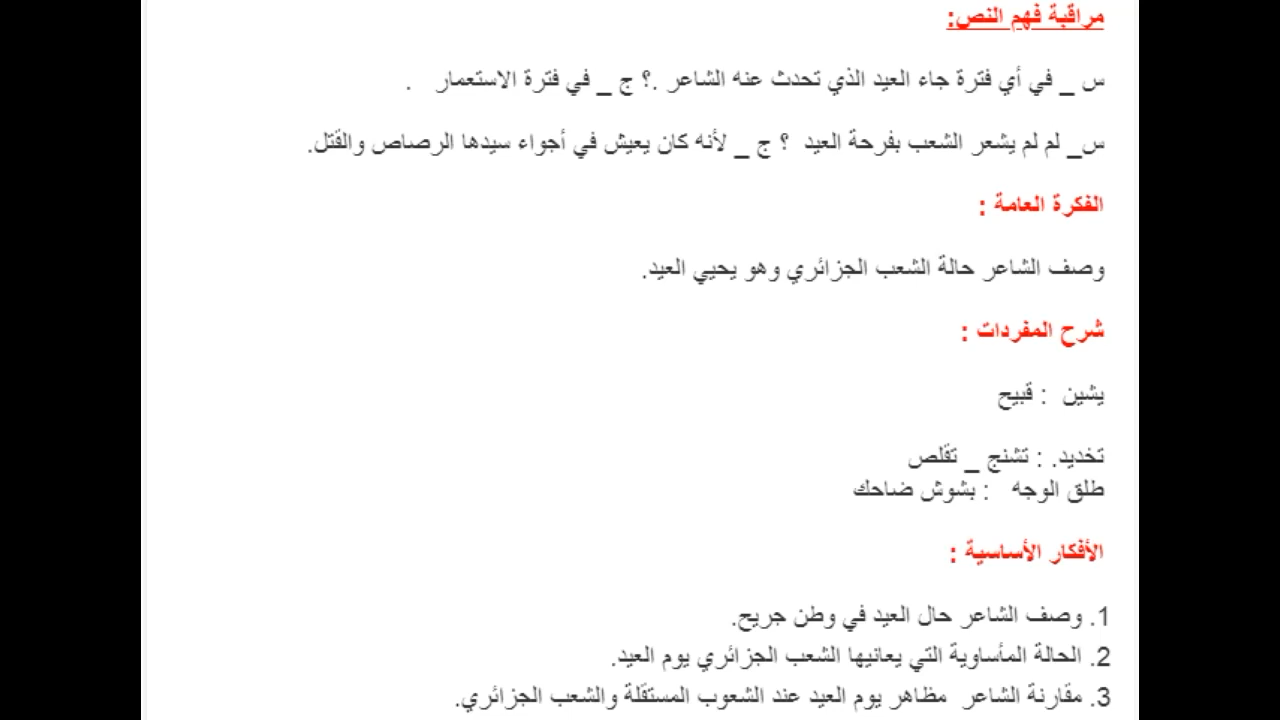 مراقبة فهم النص:
س _ في أي فترة جاء العيد الذي تحدث عنه الشاعر .؟ ج _ في فترة الاستعمار .
س_ لم لم يشعر الشعب بفرحة العيد ؟ ج _ لأنه كان يعيش في أجواء سيدها الرصاص والقتل.
الفكرة العامة :
وصف الشاعر حالة الشعب الجزائري وهو يحيي العيد.
شرح المفردات :
يشين : قبيح
تخديد. : تشنج _ تقلص
طلق الوجه : بشوش ضاحك
الأفكار الأساسية :
1. وصف الشاعر حال العيد في وطن جريح.
2. الحالة المأساوية التي يعانيها الشعب الجزائري يوم العيد.
3. مقارنة الشاعر مظاهر يوم العيد عند الشعوب المستقلة والشعب الجزائري.